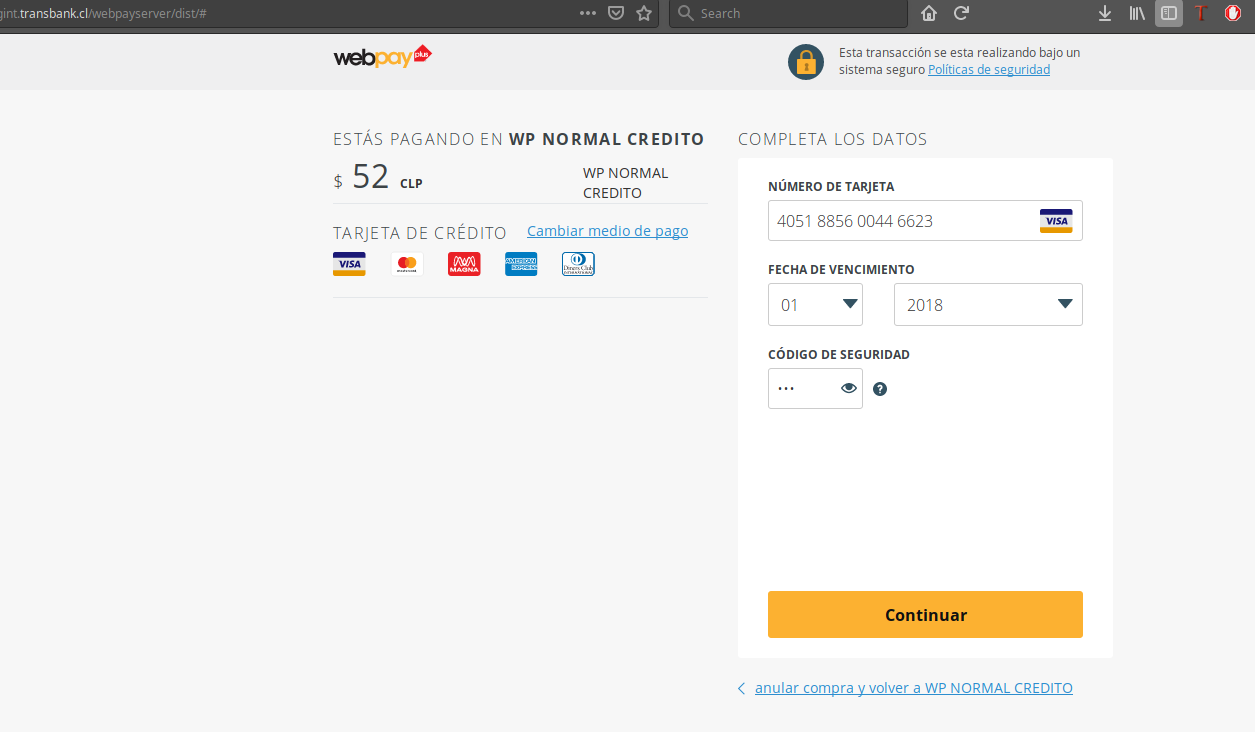 gint.transbank.cl/webpayserver/dist/#
Search
webpay plus
Esta transacción se esta realizando bajo un
sistema seguro Políticas de seguridad
ESTÁS PAGANDO EN WP NORMAL CREDITO
$ 52 CLP
WP NORMAL
CREDITO
TARJETA DE CRÉDITO
Cambiar medio de pago
VISA
mastercard
MAGNA
AMERICAN
EXPRESS
Diners Club
INTERNATIONAL
COMPLETA LOS DATOS
NÚMERO DE TARJETA
4051 8856 0044 6623
VISA
FECHA DE VENCIMIENTO
01
2018
CÓDIGO DE SEGURIDAD
•••
?
Continuar
anular compra y volver a WP NORMAL CREDITO